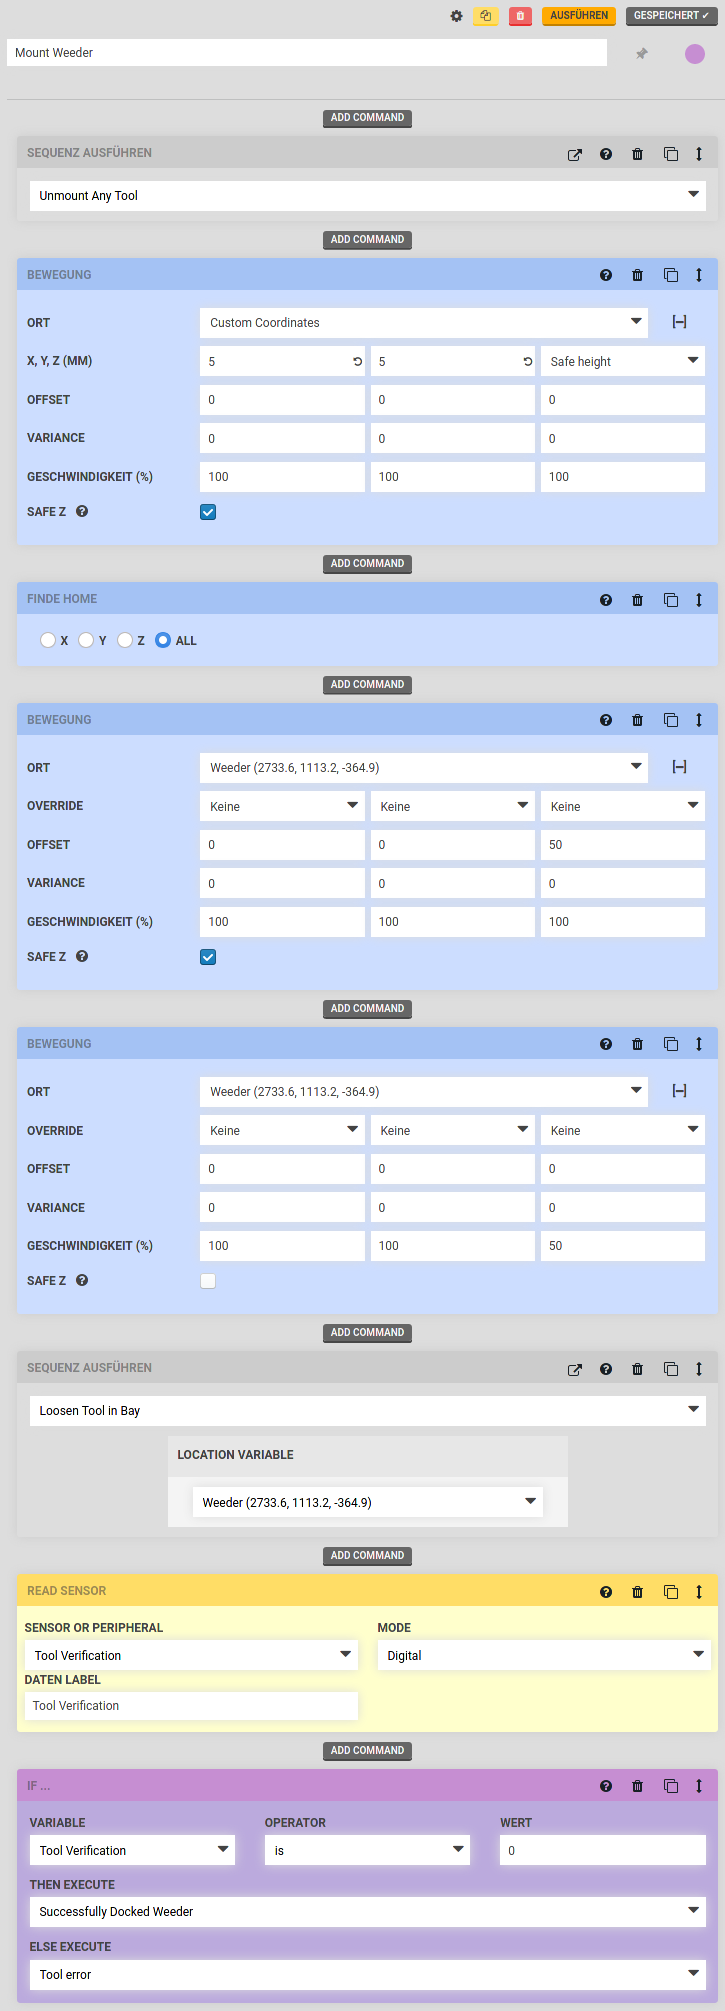 AUSFÜHREN GESPEICHERT ✓
Mount Weeder
ADD COMMAND
SEQUENZ AUSFÜHREN
Unmount Any Tool
ADD COMMAND
BEWEGUNG
ORT Custom Coordinates [–]
X, Y, Z (MM) 5 5 Safe height
OFFSET 0 0 0
VARIANCE 0 0 0
GESCHWINDIGKEIT (%) 100 100 100
SAFE Z
ADD COMMAND
FINDE HOME
X Y Z ALL
ADD COMMAND
BEWEGUNG
ORT Weeder (2733.6, 1113.2, -364.9) [–]
OVERRIDE Keine Keine Keine
OFFSET 0 0 50
VARIANCE 0 0 0
GESCHWINDIGKEIT (%) 100 100 100
SAFE Z
ADD COMMAND
BEWEGUNG
ORT Weeder (2733.6, 1113.2, -364.9) [–]
OVERRIDE Keine Keine Keine
OFFSET 0 0 0
VARIANCE 0 0 0
GESCHWINDIGKEIT (%) 100 100 50
SAFE Z
ADD COMMAND
SEQUENZ AUSFÜHREN
Loosen Tool in Bay
LOCATION VARIABLE
Weeder (2733.6, 1113.2, -364.9)
ADD COMMAND
READ SENSOR
SENSOR OR PERIPHERAL MODE
Tool Verification Digital
DATEN LABEL
Tool Verification
ADD COMMAND
IF ...
VARIABLE OPERATOR WERT
Tool Verification is 0
THEN EXECUTE
Successfully Docked Weeder
ELSE EXECUTE
Tool error